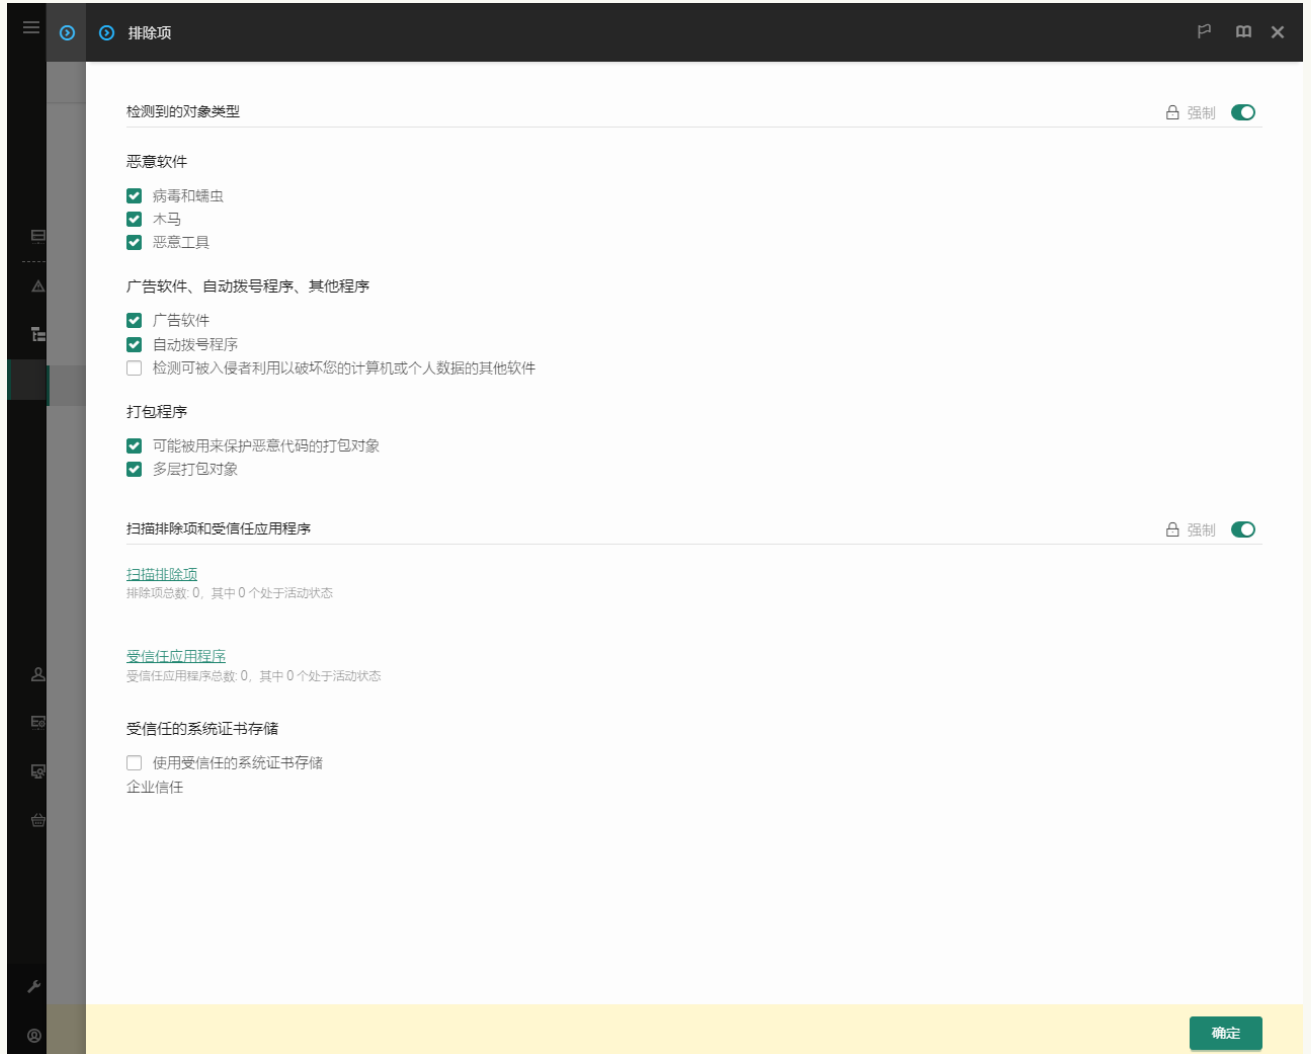 排除项
检测到的对象类型
强制
恶意软件
病毒和蠕虫
木马
恶意工具
广告软件、自动拨号程序、其他程序
广告软件
自动拨号程序
检测可被入侵者利用以破坏您的计算机或个人数据的其他软件
打包程序
可能被用来保护恶意代码的打包对象
多层打包对象
扫描排除项和受信任应用程序
强制
扫描排除项
排除项总数: 0，其中 0 个处于活动状态
受信任应用程序
受信任应用程序总数: 0，其中 0 个处于活动状态
受信任的系统证书存储
使用受信任的系统证书存储
企业信任
确定